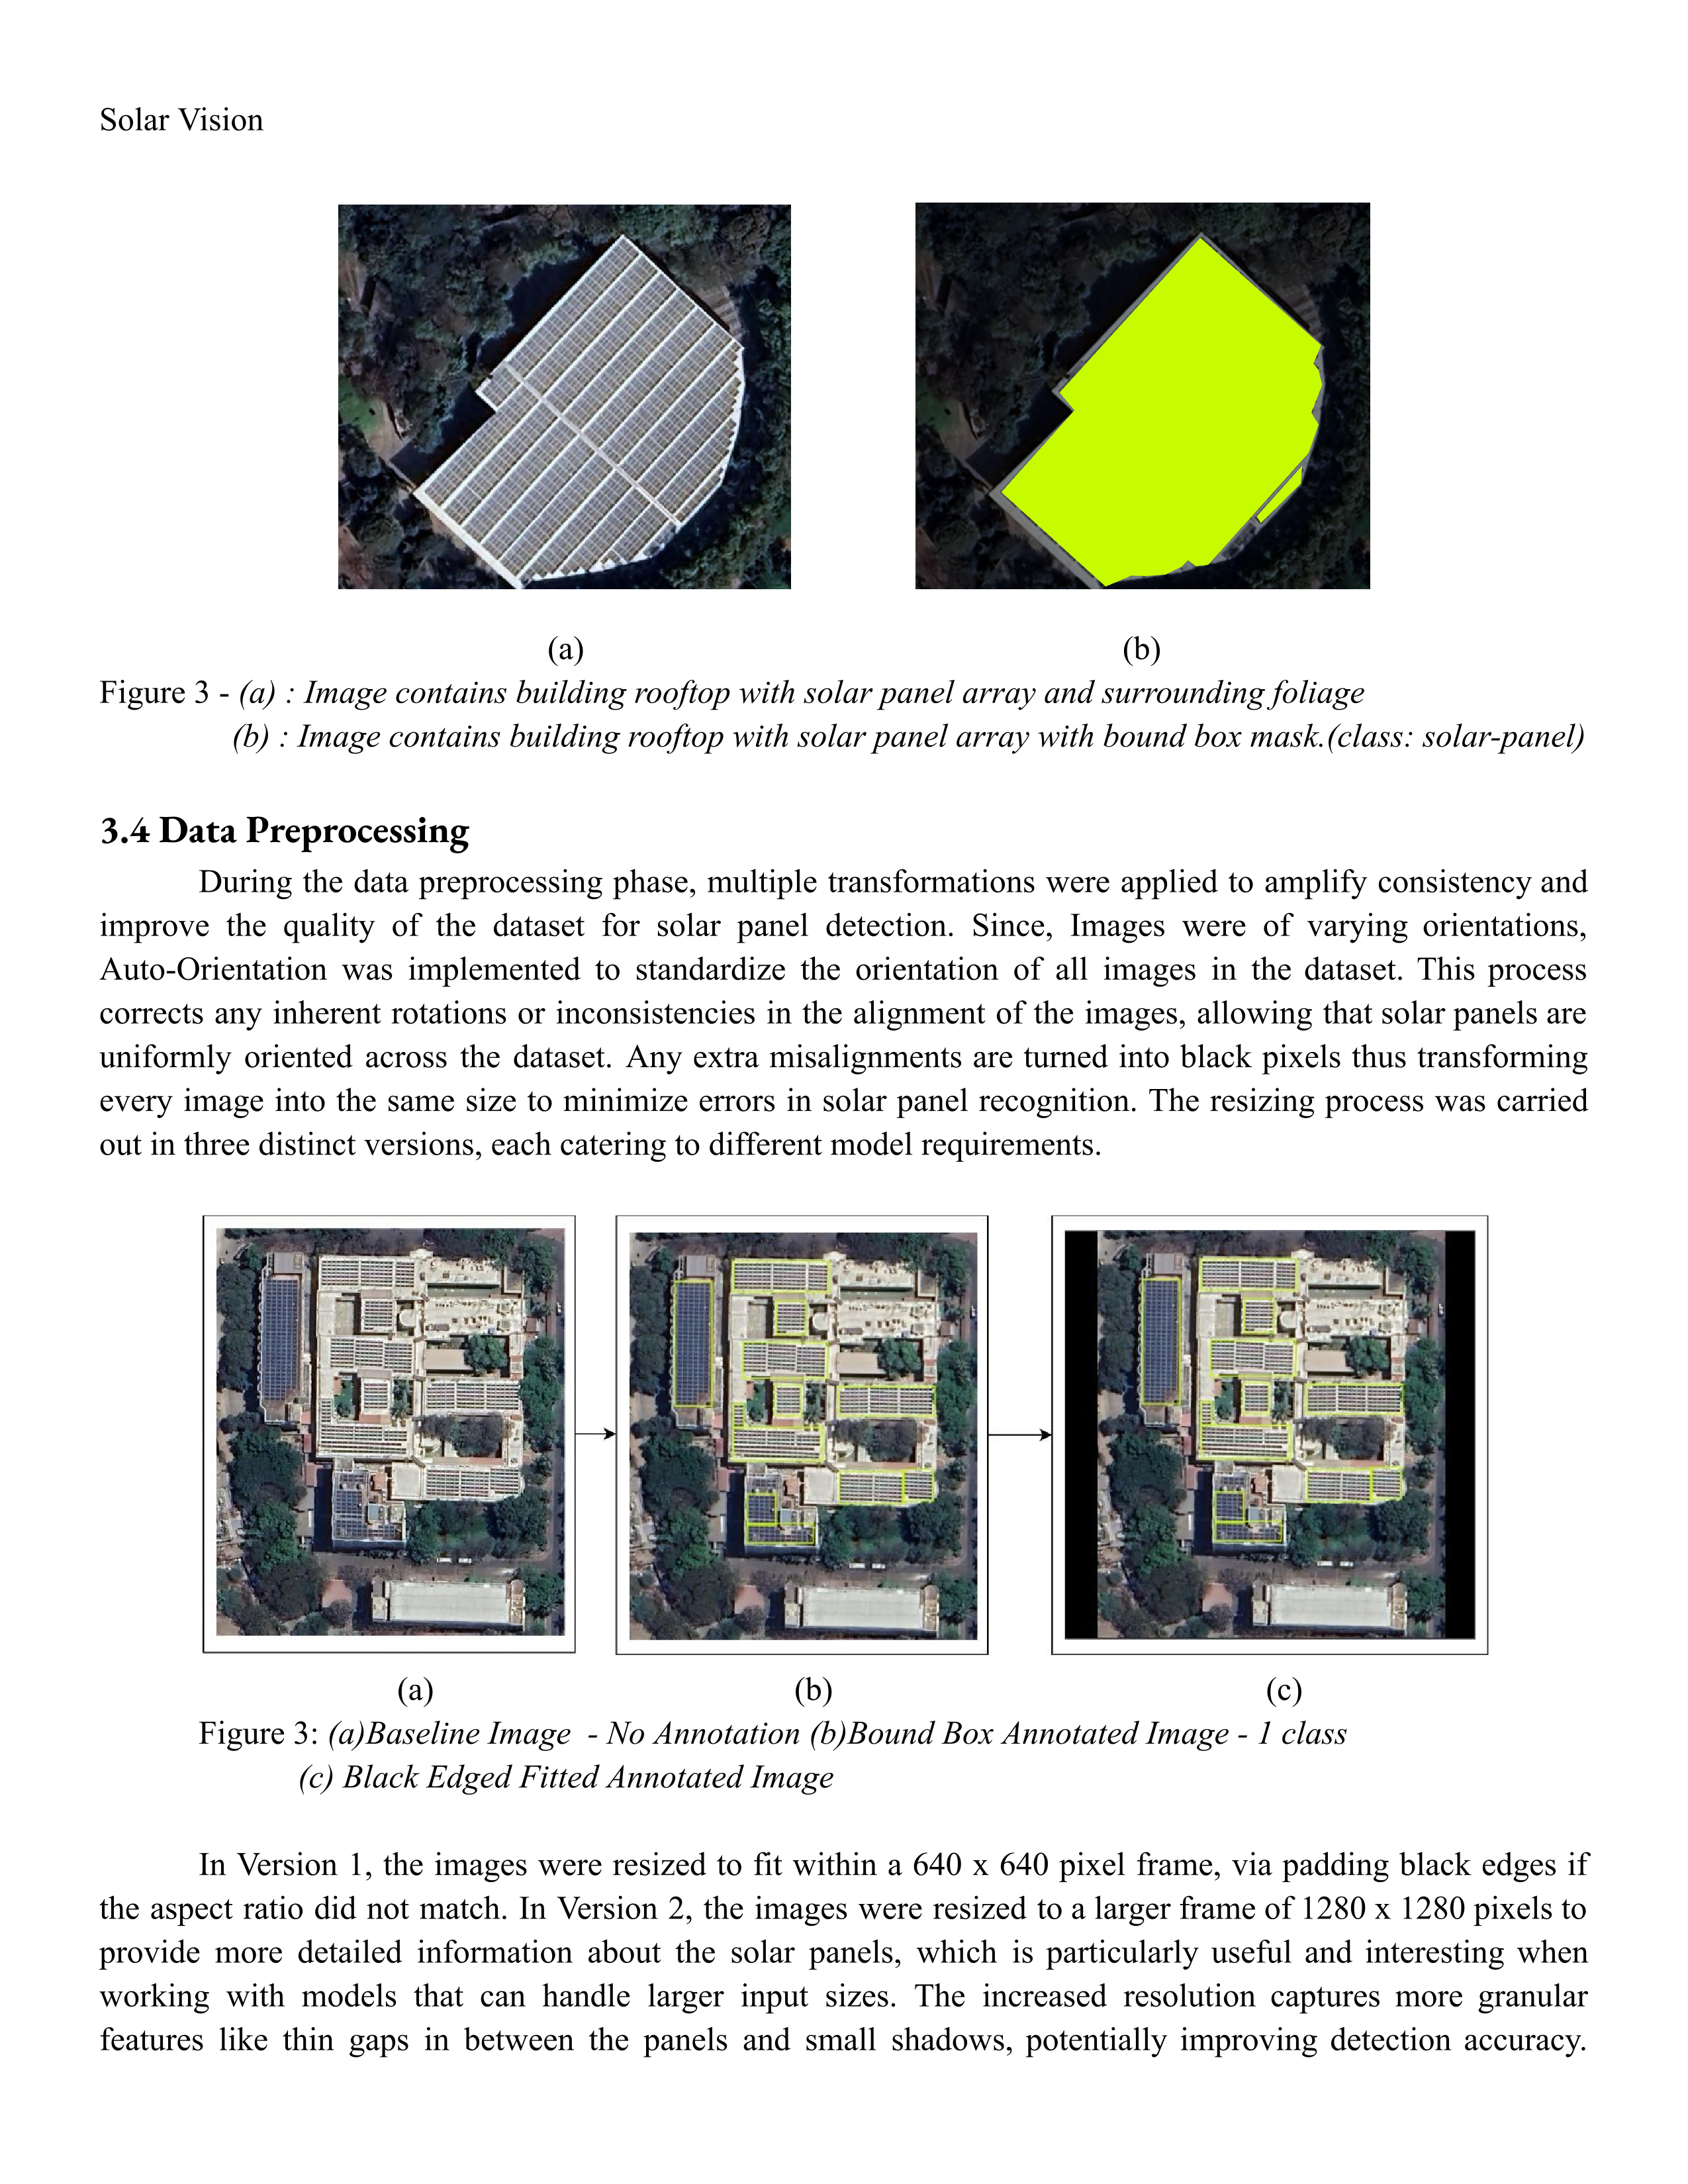 Solar Vision
(a)
(b)
Figure 3 - (a) : Image contains building rooftop with solar panel array and surrounding foliage
(b) : Image contains building rooftop with solar panel array with bound box mask.(class: solar-panel)
3.4 Data Preprocessing
During the data preprocessing phase, multiple transformations were applied to amplify consistency and
improve the quality of the dataset for solar panel detection. Since, Images were of varying orientations,
Auto-Orientation was implemented to standardize the orientation of all images in the dataset. This process
corrects any inherent rotations or inconsistencies in the alignment of the images, allowing that solar panels are
uniformly oriented across the dataset. Any extra misalignments are turned into black pixels thus transforming
every image into the same size to minimize errors in solar panel recognition. The resizing process was carried
out in three distinct versions, each catering to different model requirements.
(a)
(b)
(c)
Figure 3: (a)Baseline Image  - No Annotation (b)Bound Box Annotated Image - 1 class
(c) Black Edged Fitted Annotated Image
In Version 1, the images were resized to fit within a 640 x 640 pixel frame, via padding black edges if
the aspect ratio did not match. In Version 2, the images were resized to a larger frame of 1280 x 1280 pixels to
provide more detailed information about the solar panels, which is particularly useful and interesting when
working with models that can handle larger input sizes. The increased resolution captures more granular
features like thin gaps in between the panels and small shadows, potentially improving detection accuracy.